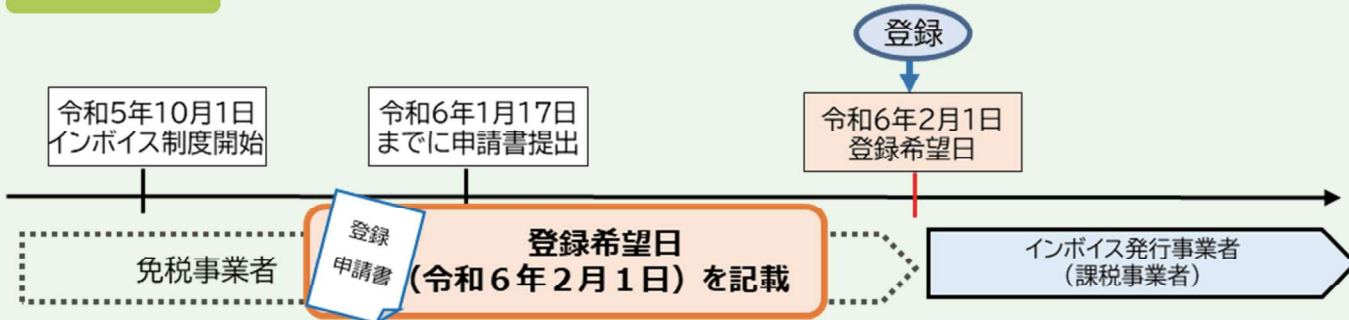 登録
令和5年10月1日
インボイス制度開始
令和6年1月17日
までに申請書提出
令和6年2月1日
登録希望日
免税事業者
登録
申請書
登録希望日
(令和6年2月1日)を記載
インボイス発行事業者
(課税事業者)